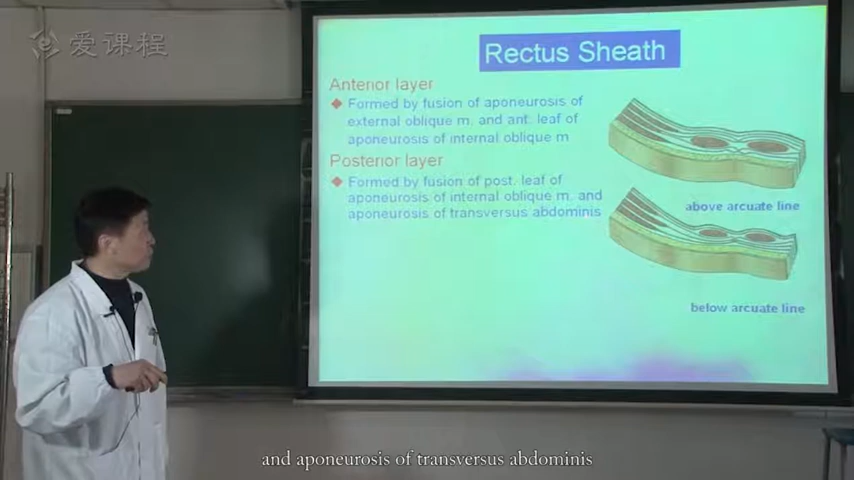 爱课程
Rectus Sheath
Anterior layer
Formed by fusion of aponeurosis of
external oblique m. and ant. leaf of
aponeurosis of internal oblique m
Posterior layer
Formed by fusion of post. leaf of
aponeurosis of internal oblique m. and
aponeurosis of transversus abdominis
above arcuate line
below arcuate line
and aponeurosis of transversus abdominis